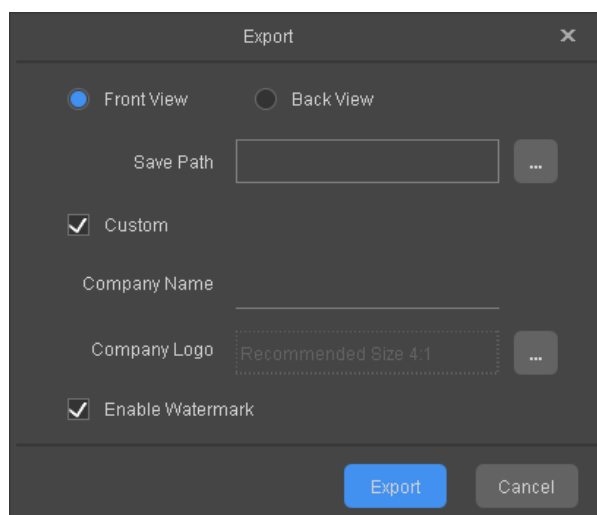 Export
Front View Back View
Save Path ...
Custom
Company Name
Company Logo Recommended Size 4:1 ...
Enable Watermark
Export Cancel